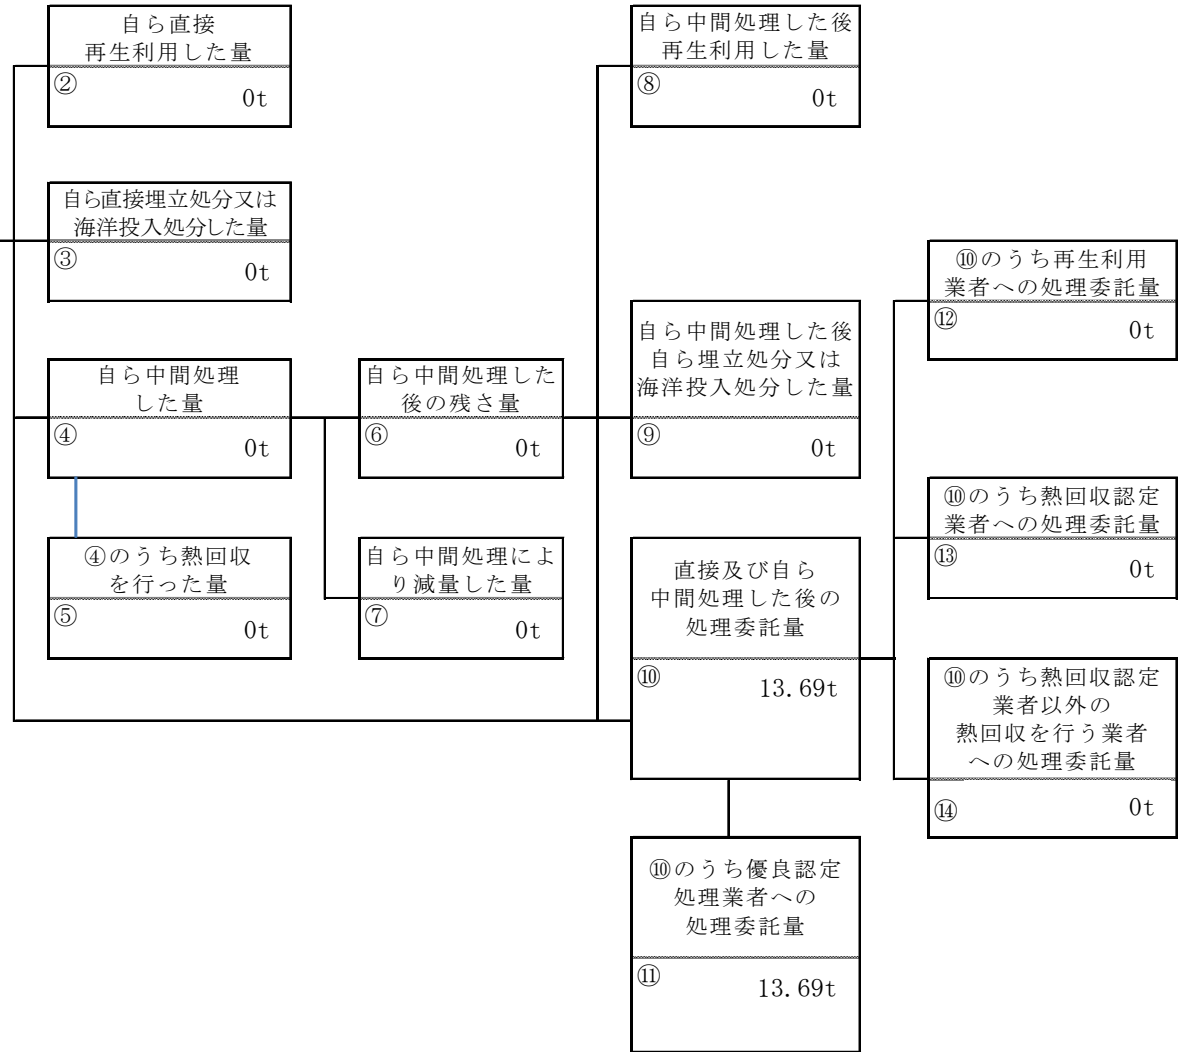 自ら直接
再生利用した量
②
0t
自ら中間処理した後
再生利用した量
⑧
0t
自ら直接埋立処分又は
海洋投入処分した量
③
0t
⑩のうち再生利用
業者への処理委託量
⑫
0t
自ら中間処理した後
自ら埋立処分又は
海洋投入処分した量
⑨
0t
自ら中間処理
した量
④
0t
自ら中間処理した
後の残さ量
⑥
0t
⑩のうち熱回収認定
業者への処理委託量
⑬
0t
④のうち熱回収
を行った量
⑤
0t
自ら中間処理によ
り減量した量
⑦
0t
直接及び自ら
中間処理した後の
処理委託量
⑩
13.69t
⑩のうち熱回収認定
業者以外の
熱回収を行う業者
への処理委託量
⑭
0t
⑩のうち優良認定
処理業者への
処理委託量
⑪
13.69t